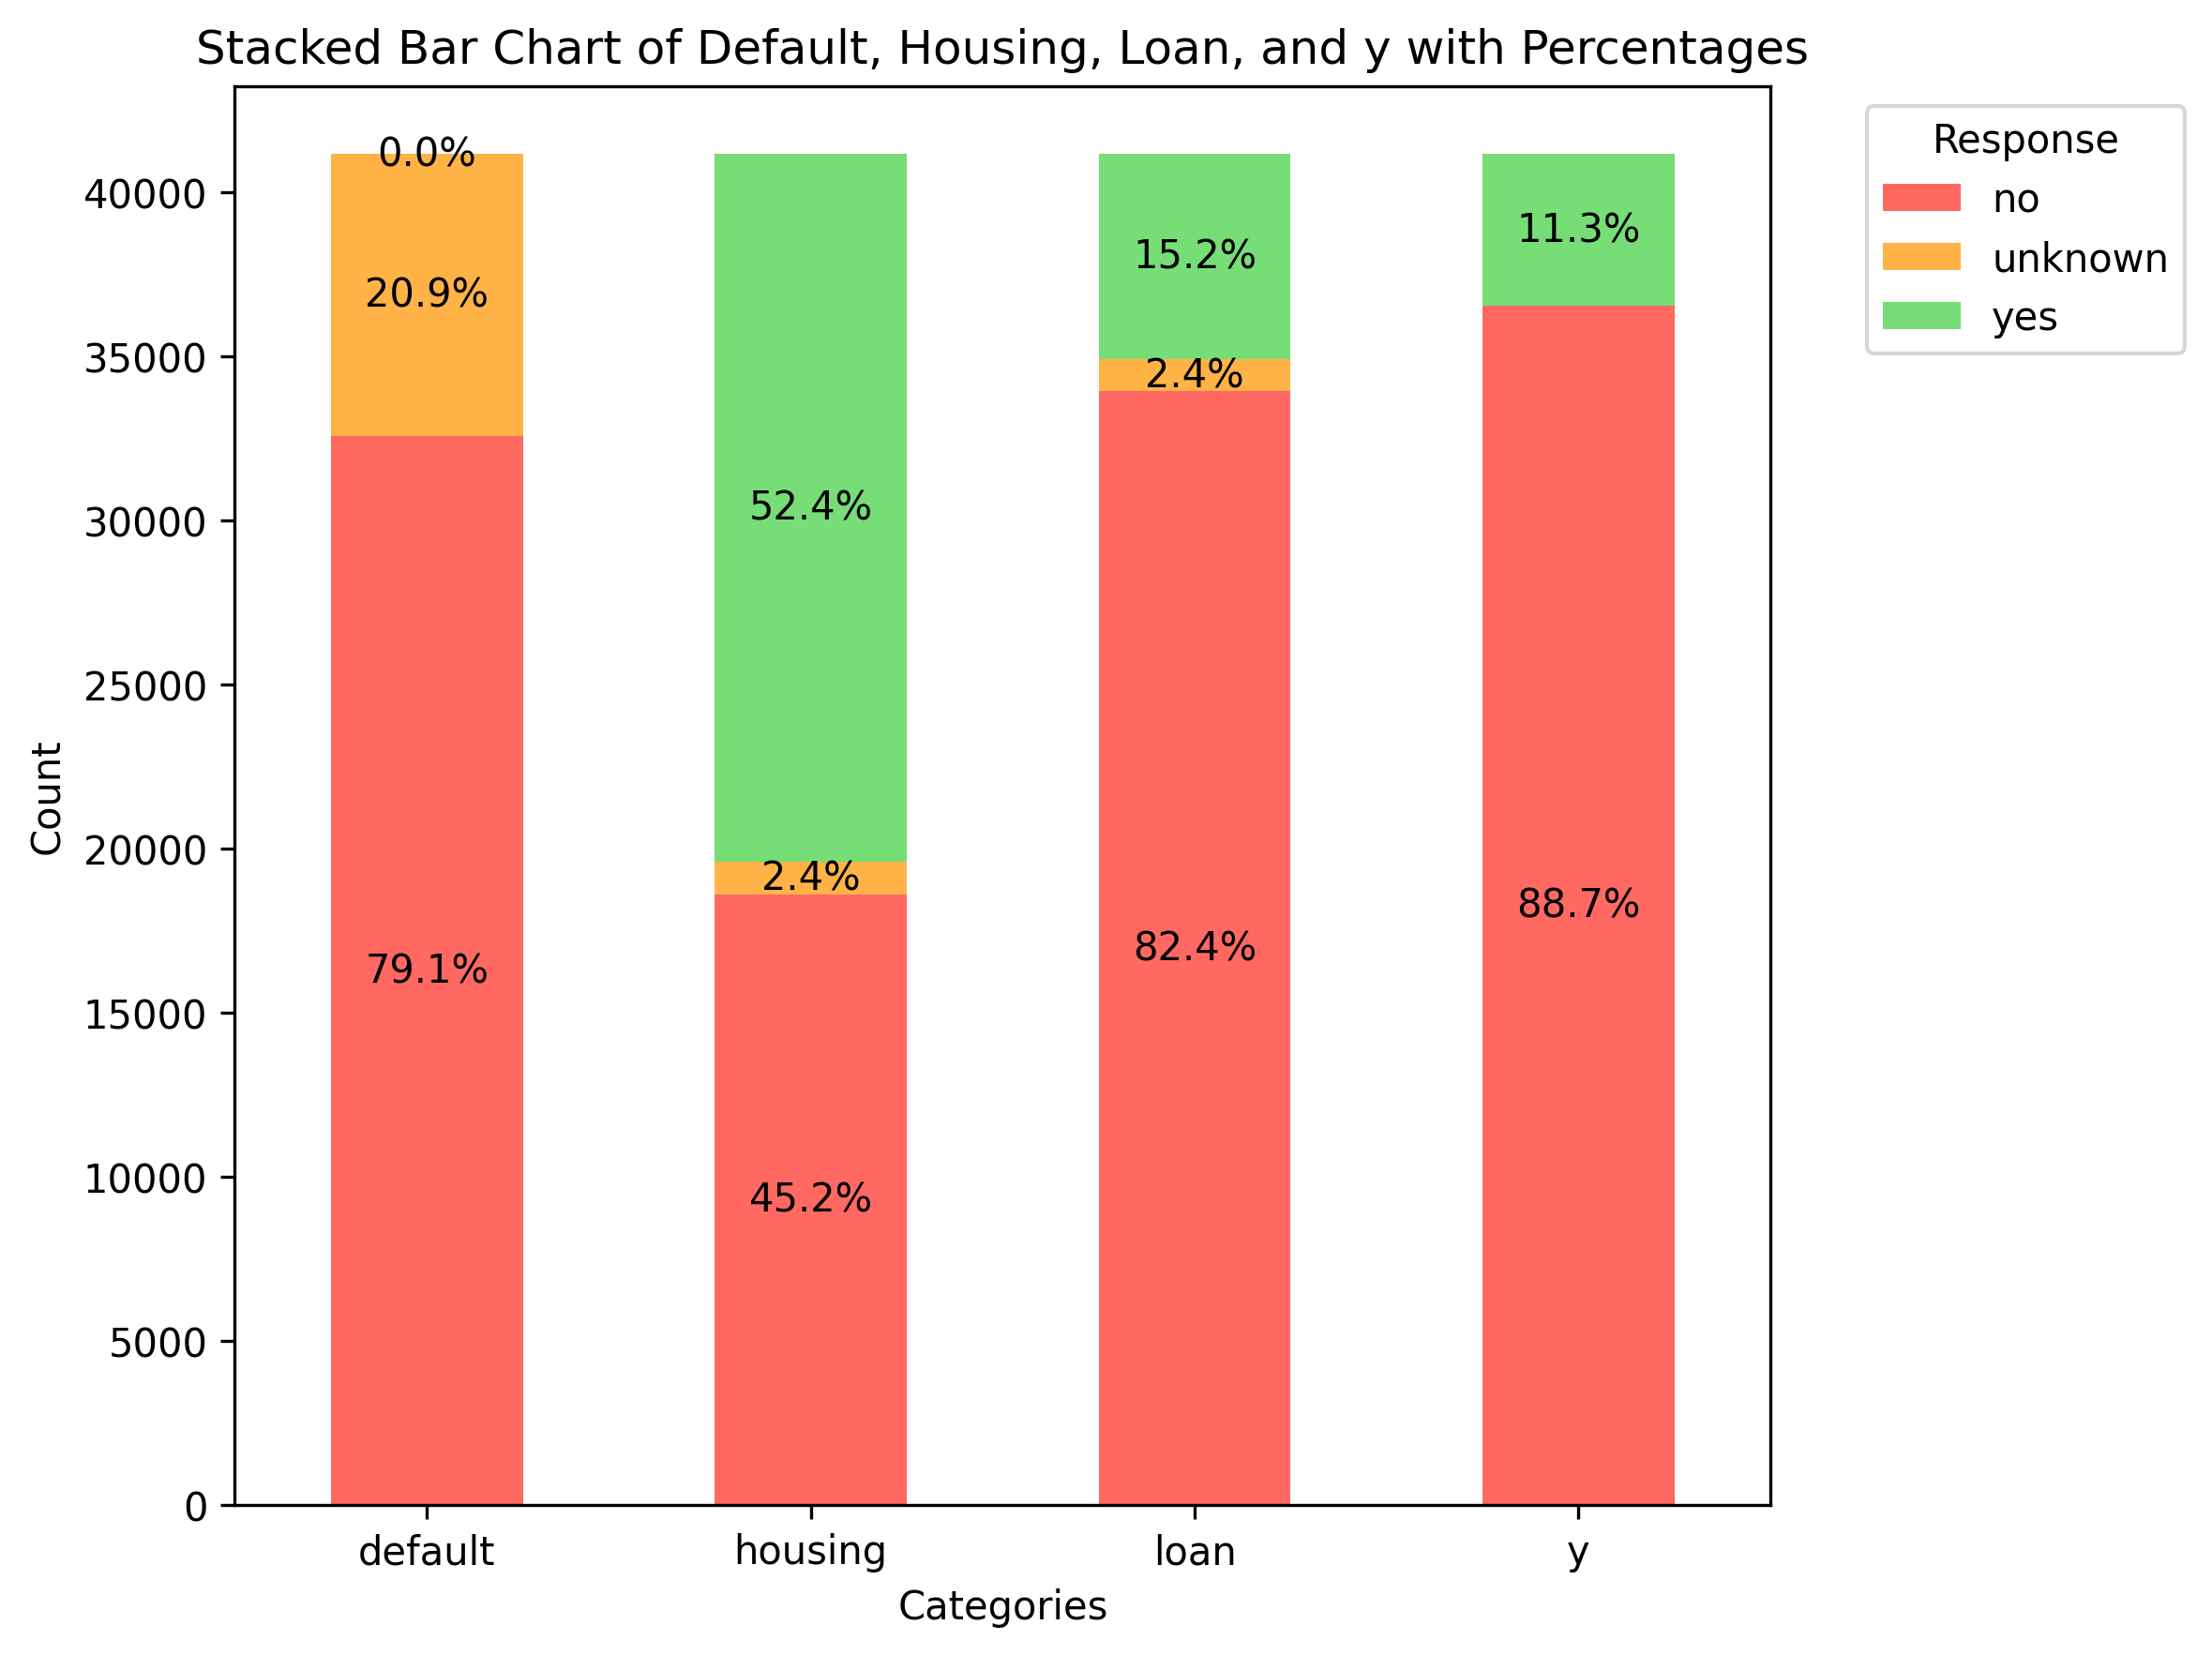 Stacked Bar Chart of Default, Housing, Loan, and y with Percentages
Response
no
unknown
yes
Count
40000
35000
30000
25000
20000
15000
10000
5000
0
0.0%
20.9%
79.1%
52.4%
2.4%
45.2%
15.2%
2.4%
82.4%
11.3%
88.7%
default
housing
loan
y
Categories